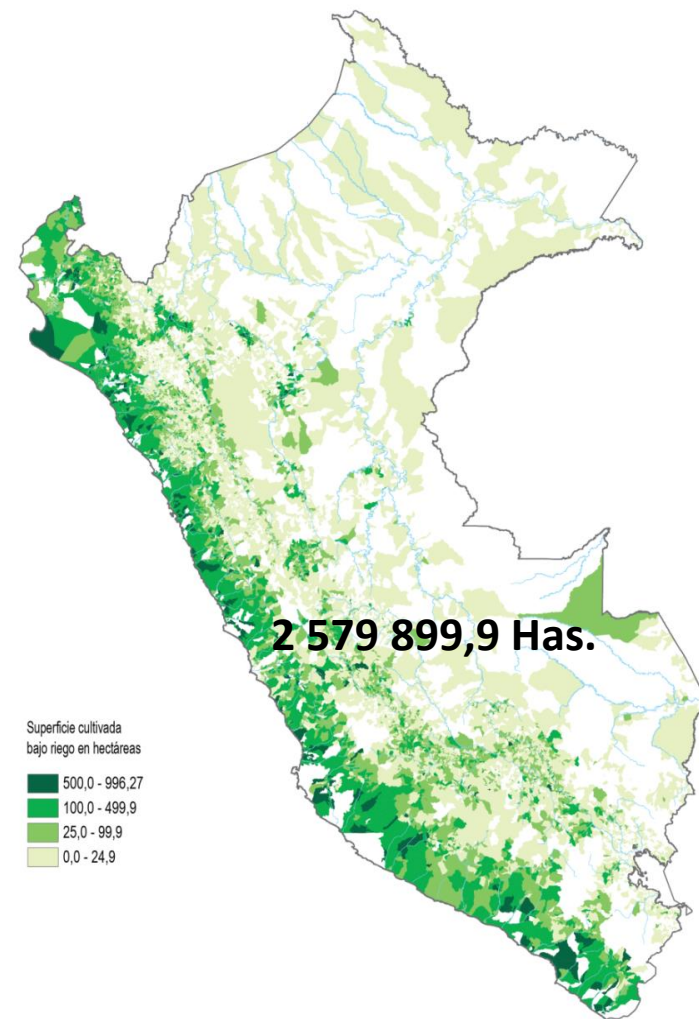 2 579 899,9 Has.
Superficie cultivada
bajo riego en hectáreas
500,0 - 996,27
100,0 - 499,9
25,0 - 99,9
0,0 - 24,9